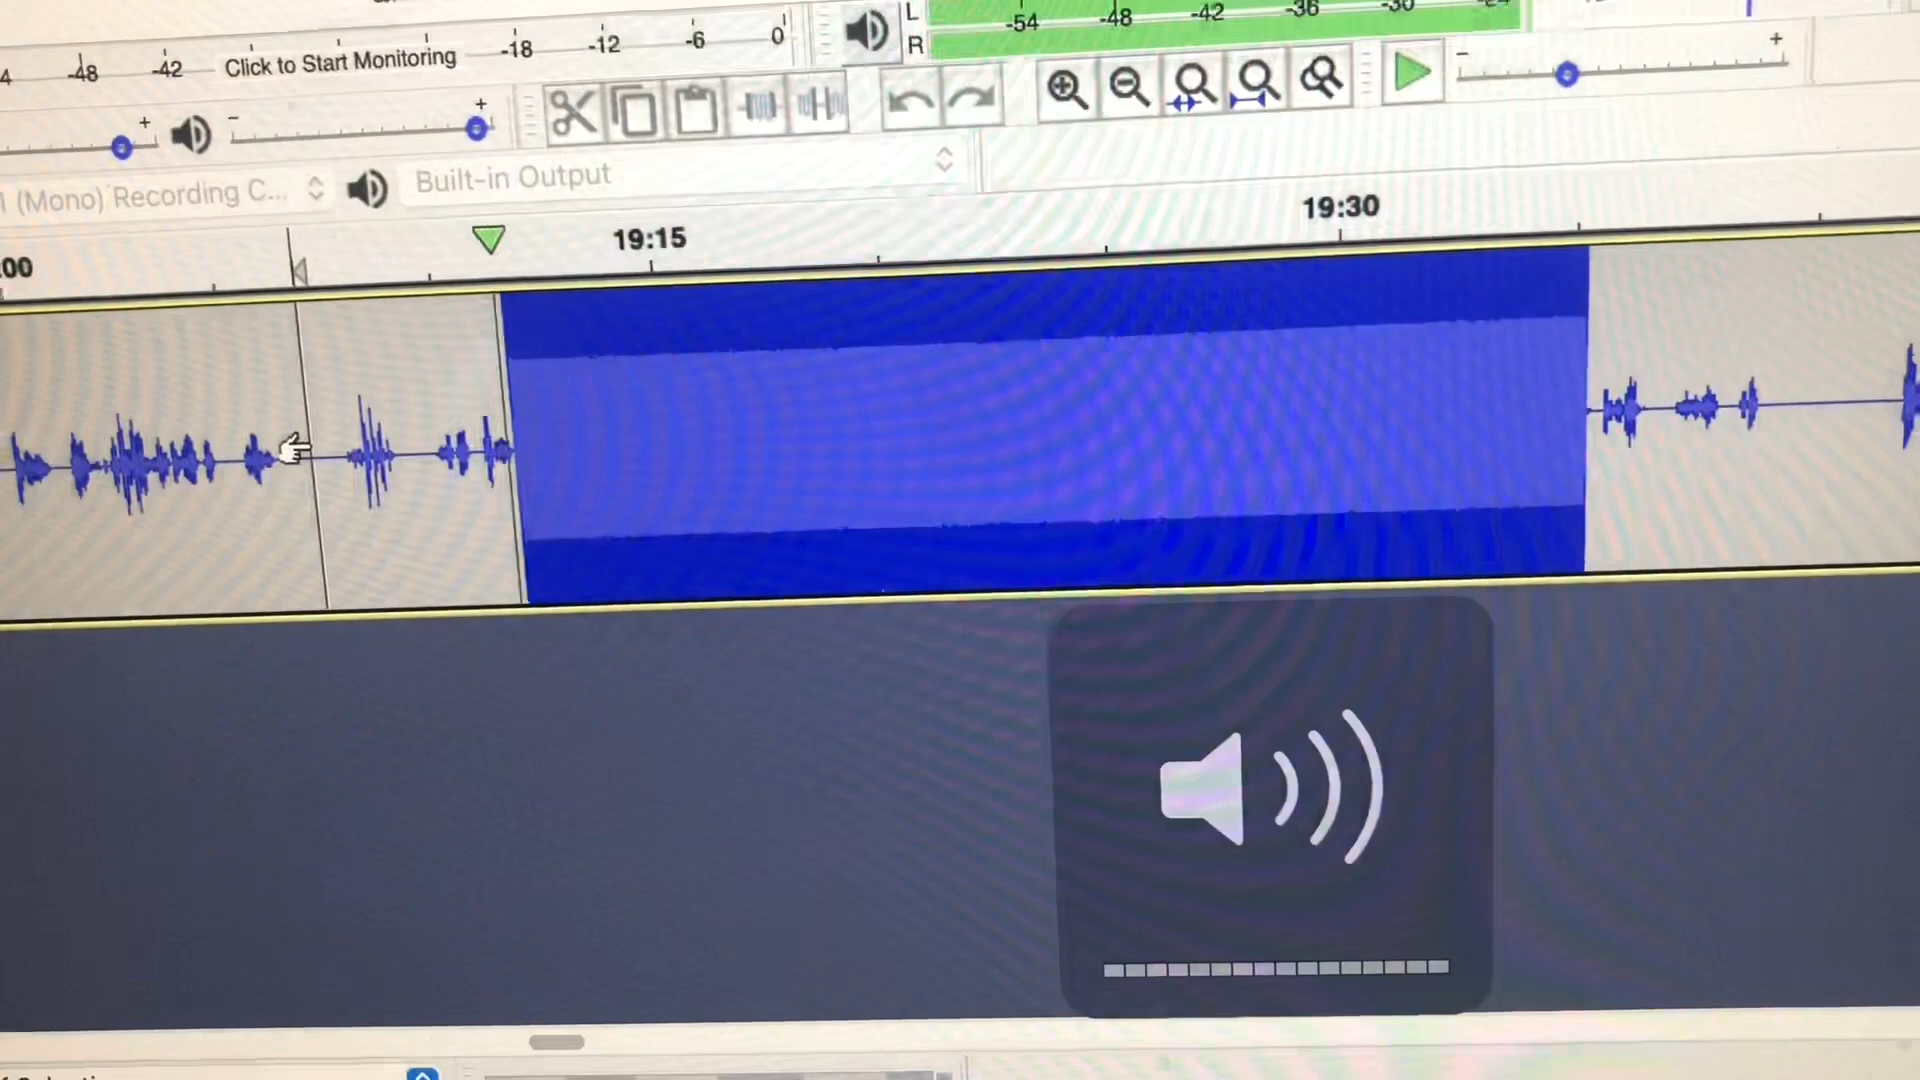 L -54 -48 -42 -36 -30 -24
R
-48 -42 Click to Start Monitoring -18 -12 -6 0
- +
+ - +
(Mono) Recording C... Built-in Output
:00 19:15 19:30